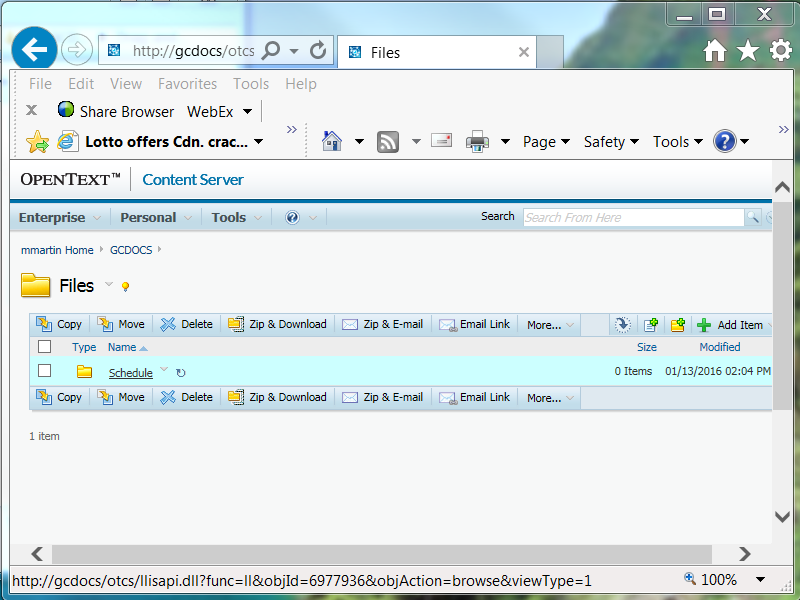 http://gcdocs/otcs
Files
File Edit View Favorites Tools Help
x Share Browser WebEx
Lotto offers Cdn. crac...
Page Safety Tools
OPENTEXT™ Content Server
Enterprise Personal Tools
Search Search From Here
mmartin Home GCDOCS
Files
Copy Move Delete Zip & Download Zip & E-mail Email Link More... Add Item
Type Name Size Modified
Schedule 0 Items 01/13/2016 02:04 PM
Copy Move Delete Zip & Download Zip & E-mail Email Link More...
1 item
http://gcdocs/otcs/llisapi.dll?func=ll&objId=6977936&objAction=browse&viewType=1 100%